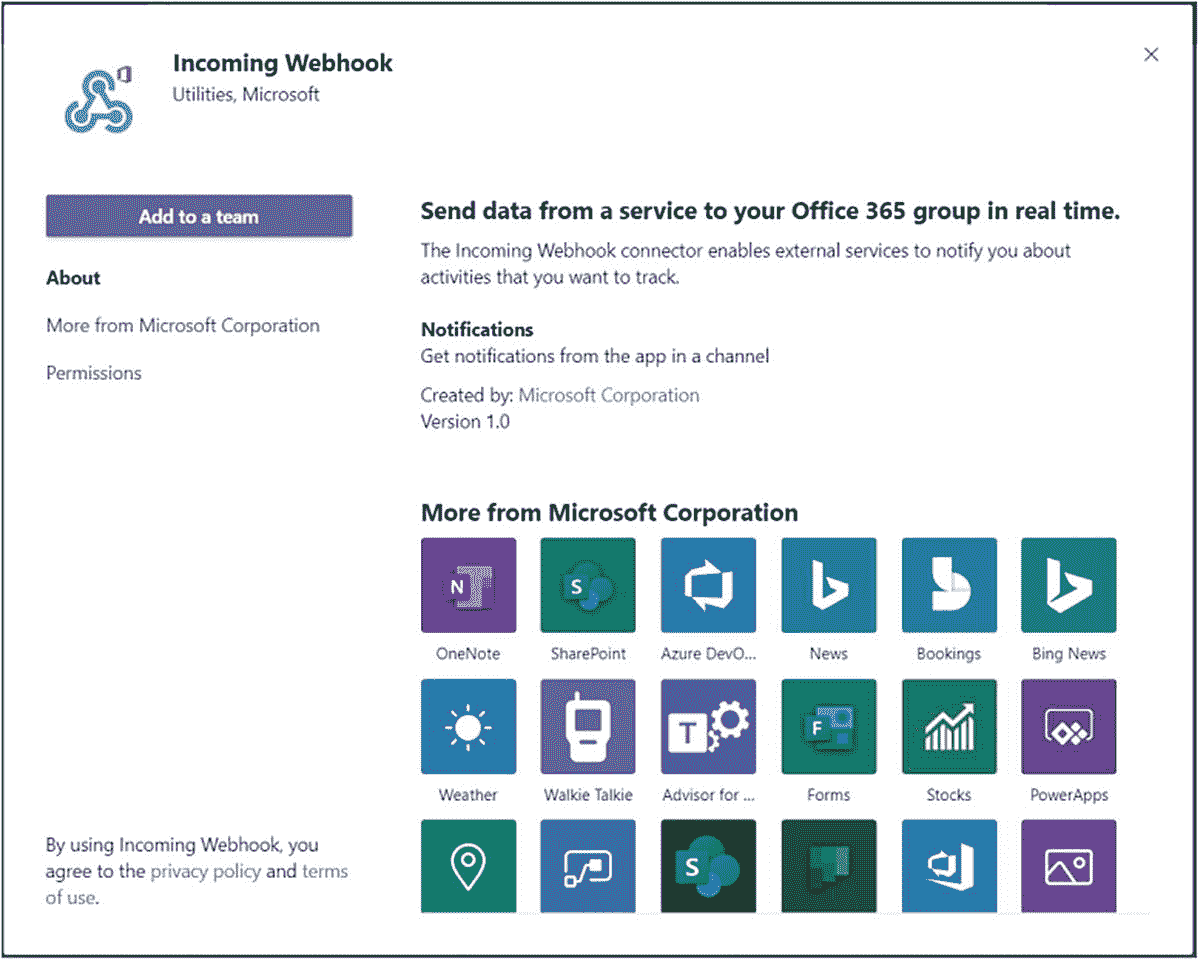 Incoming Webhook
Utilities, Microsoft
Add to a team
About
More from Microsoft Corporation
Permissions
By using Incoming Webhook, you
agree to the privacy policy and terms
of use.
Send data from a service to your Office 365 group in real time.
The Incoming Webhook connector enables external services to notify you about
activities that you want to track.
Notifications
Get notifications from the app in a channel
Created by: Microsoft Corporation
Version 1.0
More from Microsoft Corporation
N
S
OneNote
SharePoint
Azure DevO...
News
Bookings
Bing News
T
F
Weather
Walkie Talkie
Advisor for ...
Forms
Stocks
PowerApps
S